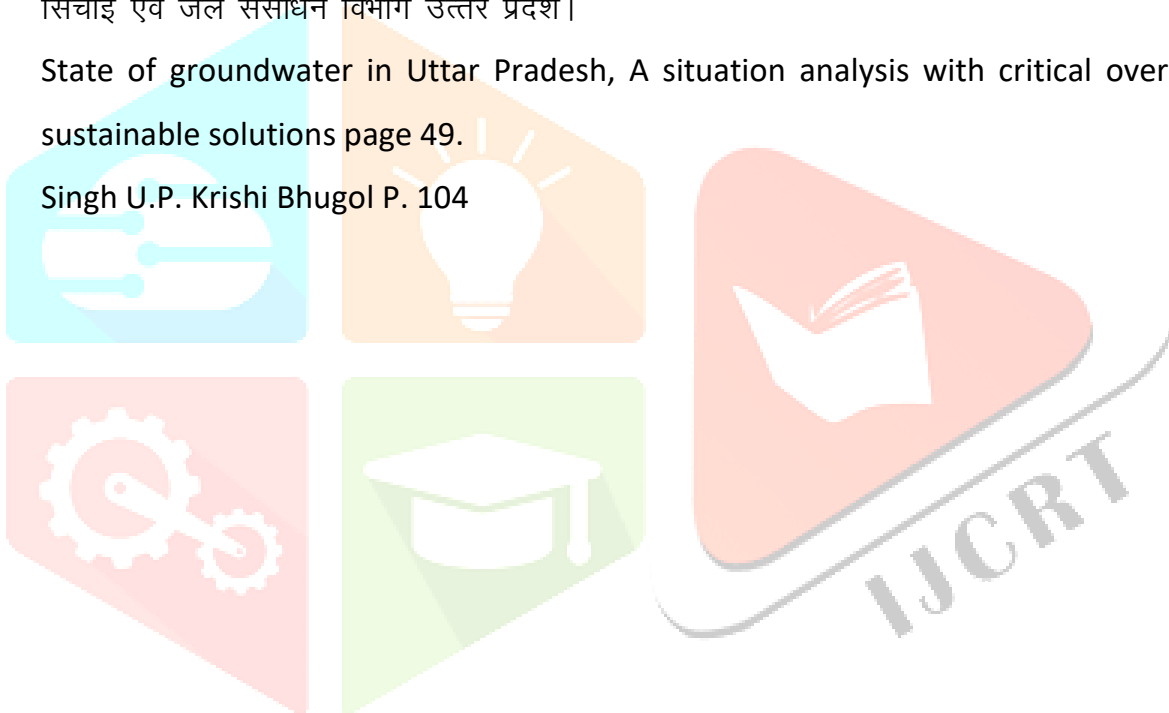 सिंचाई एवं जल संसाधन विभाग उत्तर प्रदेश।
State of groundwater in Uttar Pradesh, A situation analysis with critical over
sustainable solutions page 49.
Singh U.P. Krishi Bhugol P. 104
IJCRT